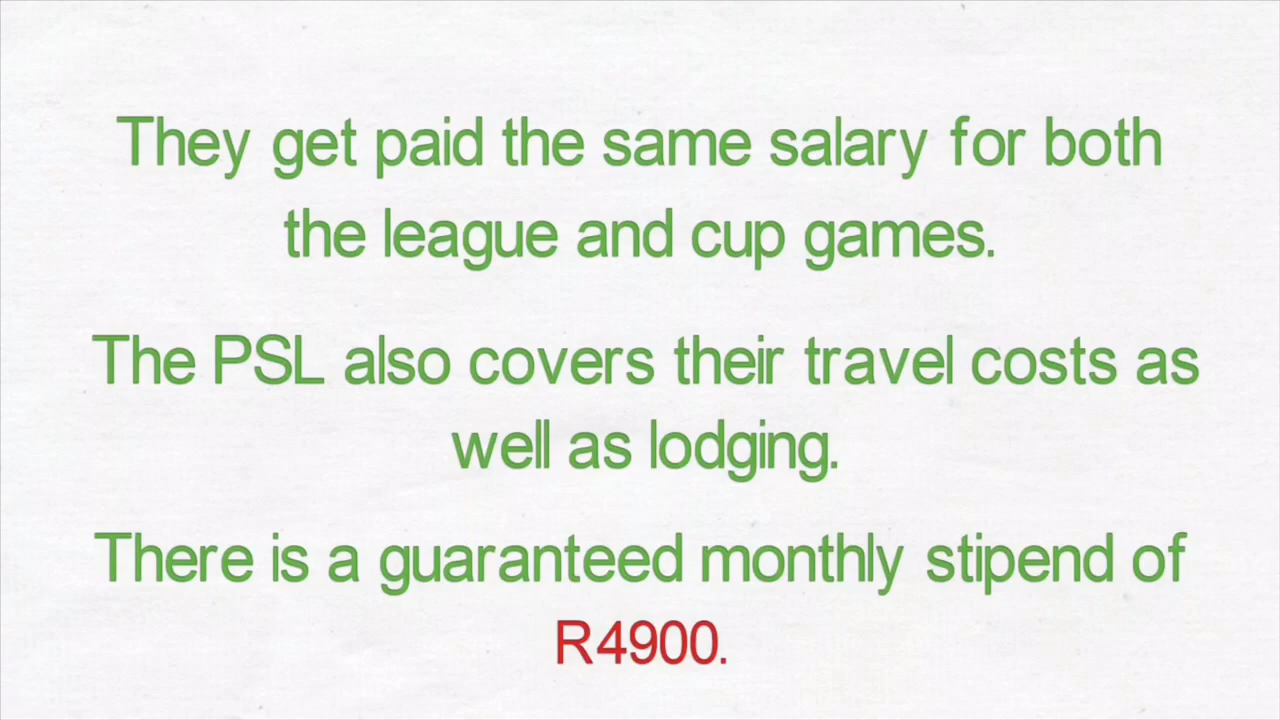 They get paid the same salary for both
the league and cup games.
The PSL also covers their travel costs as
well as lodging.
There is a guaranteed monthly stipend of
R4900.